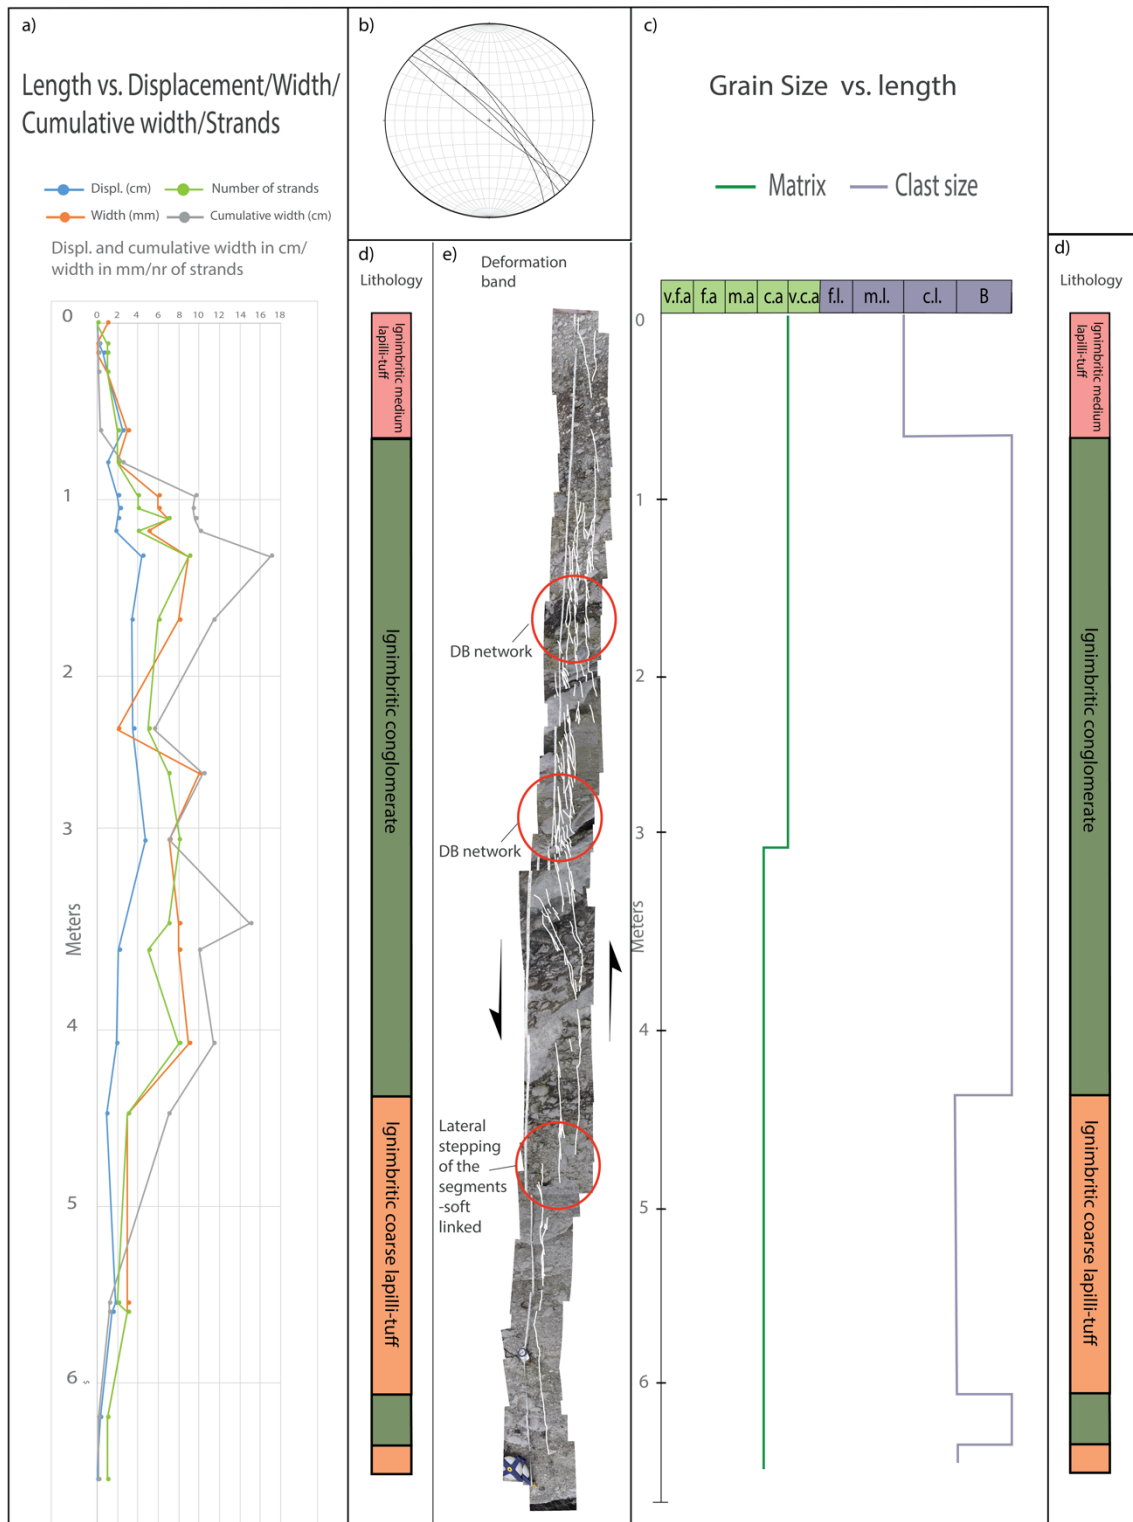 a)
Length vs. Displacement/Width/
Cumulative width/Strands
Displ. (cm)
Number of strands
Width (mm)
Cumulative width (cm)
Displ. and cumulative width in cm/
width in mm/nr of strands
0 2 4 6 8 10 12 14 16 18
0
1
2
3
Meters
4
5
6
s
b)
d)
Lithology
Ignimbritic medium
lapilli-tuff
Ignimbritic conglomerate
Ignimbritic coarse lapilli-tuff
e)
Deformation
band
DB network
DB network
Lateral
stepping
of the
segments
-soft
linked
c)
Grain Size vs. length
Matrix
Clast size
v.f.a f.a m.a c.a v.c.a f.l. m.l. c.l. B
0
1
2
3
Meters
4
5
6
d)
Lithology
Ignimbritic medium
lapilli-tuff
Ignimbritic conglomerate
Ignimbritic coarse lapilli-tuff